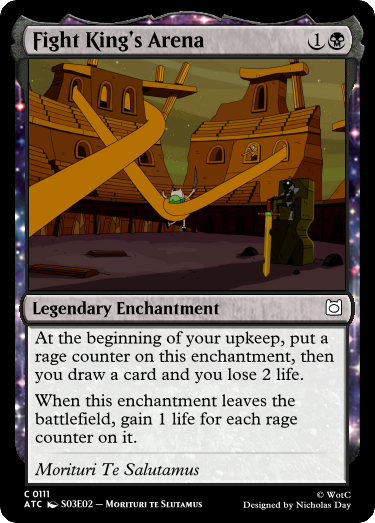 Fight King's Arena 1
Legendary Enchantment
At the beginning of your upkeep, put a
rage counter on this enchantment, then
you draw a card and you lose 2 life.
When this enchantment leaves the
battlefield, gain 1 life for each rage
counter on it.
Morituri Te Salutamus
C 0111
© WotC
ATC S03E02 – Morituri te Slutamus
Designed by Nicholas Day